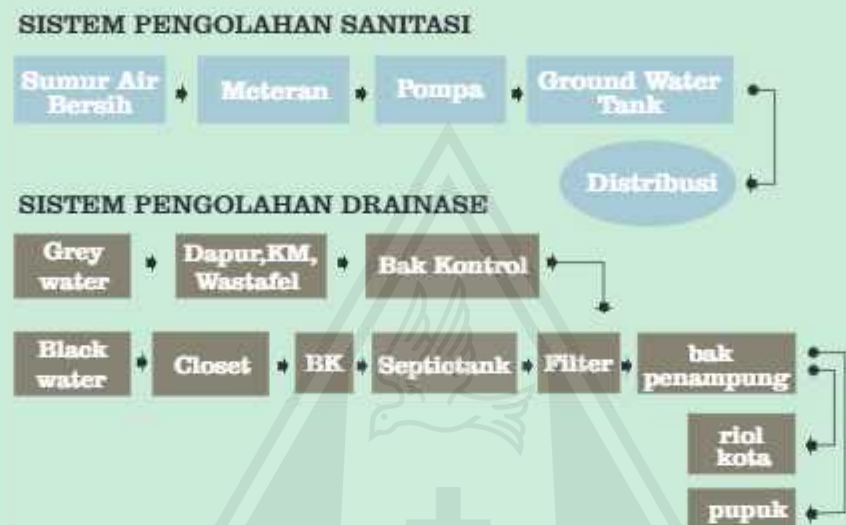 SISTEM PENGOLAHAN SANITASI
Sumur Air
Bersih
Meteran
Pompa
Ground Water
Tank
Distribusi
SISTEM PENGOLAHAN DRAINASE
Grey
water
Dapur,KM,
Wastafel
Bak Kontrol
Black
water
Closet
BK
Septictank
Filter
bak
penampung
riol
kota
pupuk